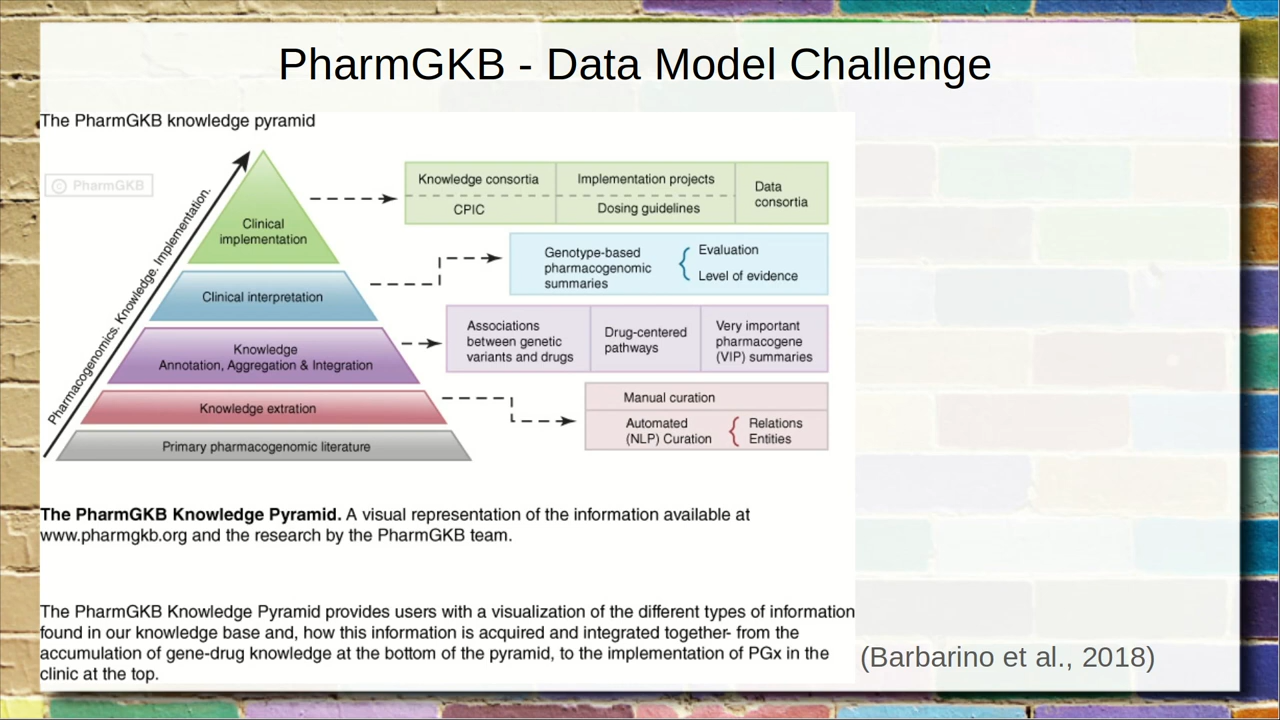 PharmGKB - Data Model Challenge
The PharmGKB knowledge pyramid
© PharmGKB
Pharmacogenomics. Knowledge. Implementation.
Clinical
implementation
Clinical interpretation
Knowledge
Annotation, Aggregation & Integration
Knowledge extration
Primary pharmacogenomic literature
Knowledge consortia
CPIC
Implementation projects
Dosing guidelines
Data
consortia
Genotype-based
pharmacogenomic
summaries
Evaluation
Level of evidence
Associations
between genetic
variants and drugs
Drug-centered
pathways
Very important
pharmacogene
(VIP) summaries
Manual curation
Automated
(NLP) Curation
Relations
Entities
The PharmGKB Knowledge Pyramid. A visual representation of the information available at
www.pharmgkb.org and the research by the PharmGKB team.
The PharmGKB Knowledge Pyramid provides users with a visualization of the different types of information
found in our knowledge base and, how this information is acquired and integrated together- from the
accumulation of gene-drug knowledge at the bottom of the pyramid, to the implementation of PGx in the
clinic at the top.
(Barbarino et al., 2018)